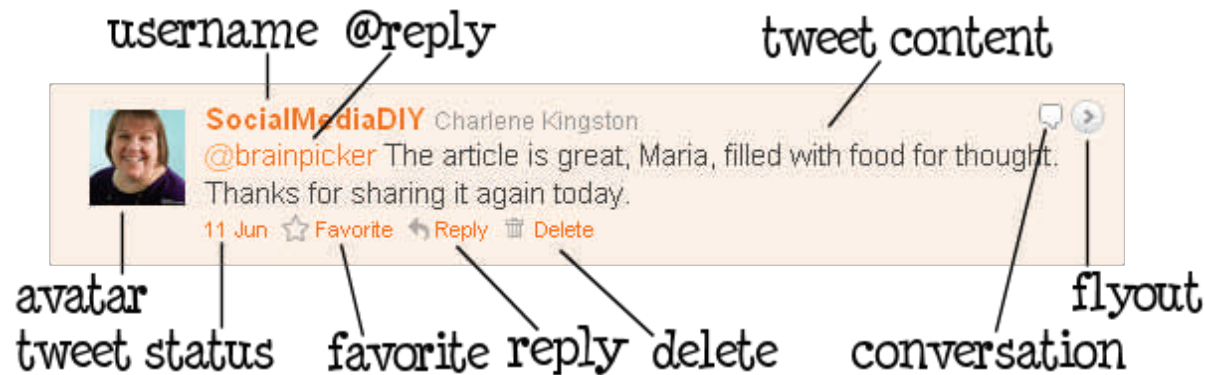 username @reply tweet content
SocialMediaDIY Charlene Kingston
@brainpicker The article is great, Maria, filled with food for thought.
Thanks for sharing it again today.
11 Jun Favorite Reply Delete
avatar flyout
tweet status favorite reply delete conversation